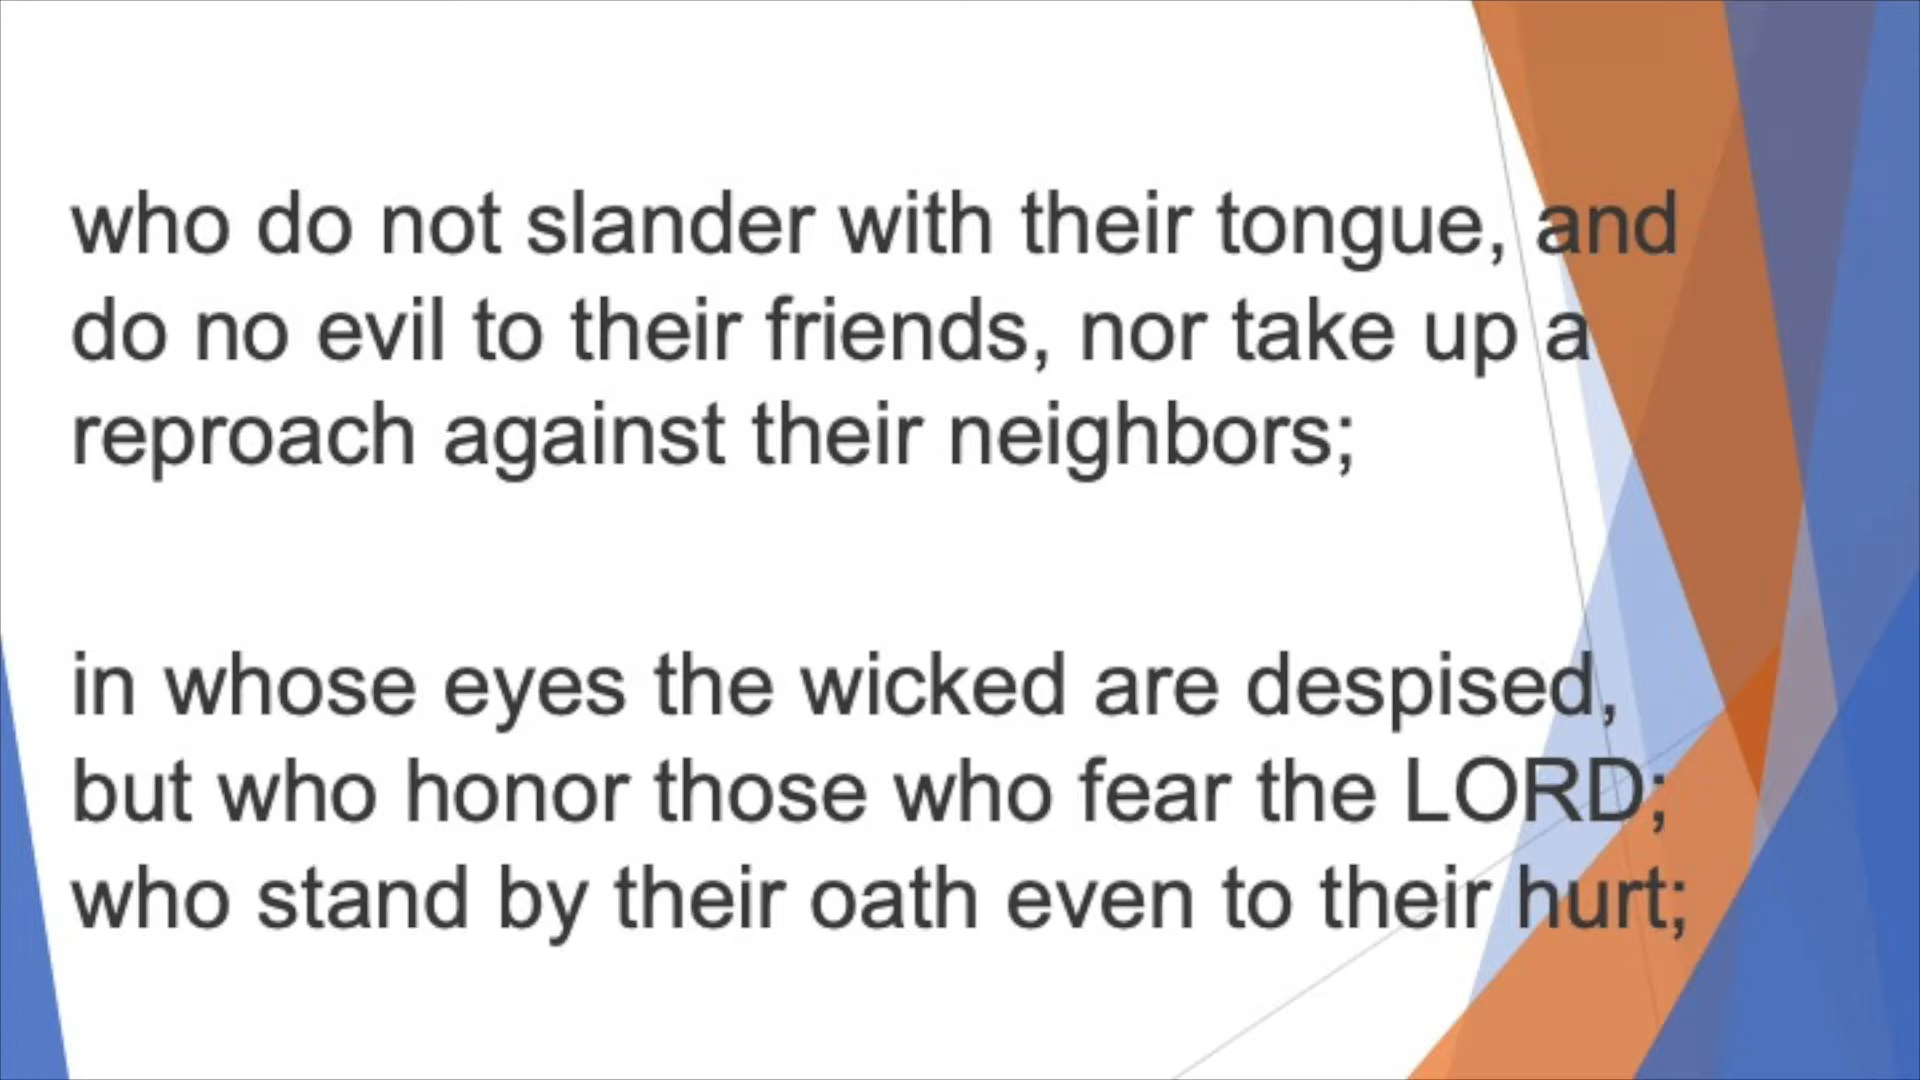 who do not slander with their tongue, and
do no evil to their friends, nor take up a
reproach against their neighbors;
in whose eyes the wicked are despised,
but who honor those who fear the LORD;
who stand by their oath even to their hurt;